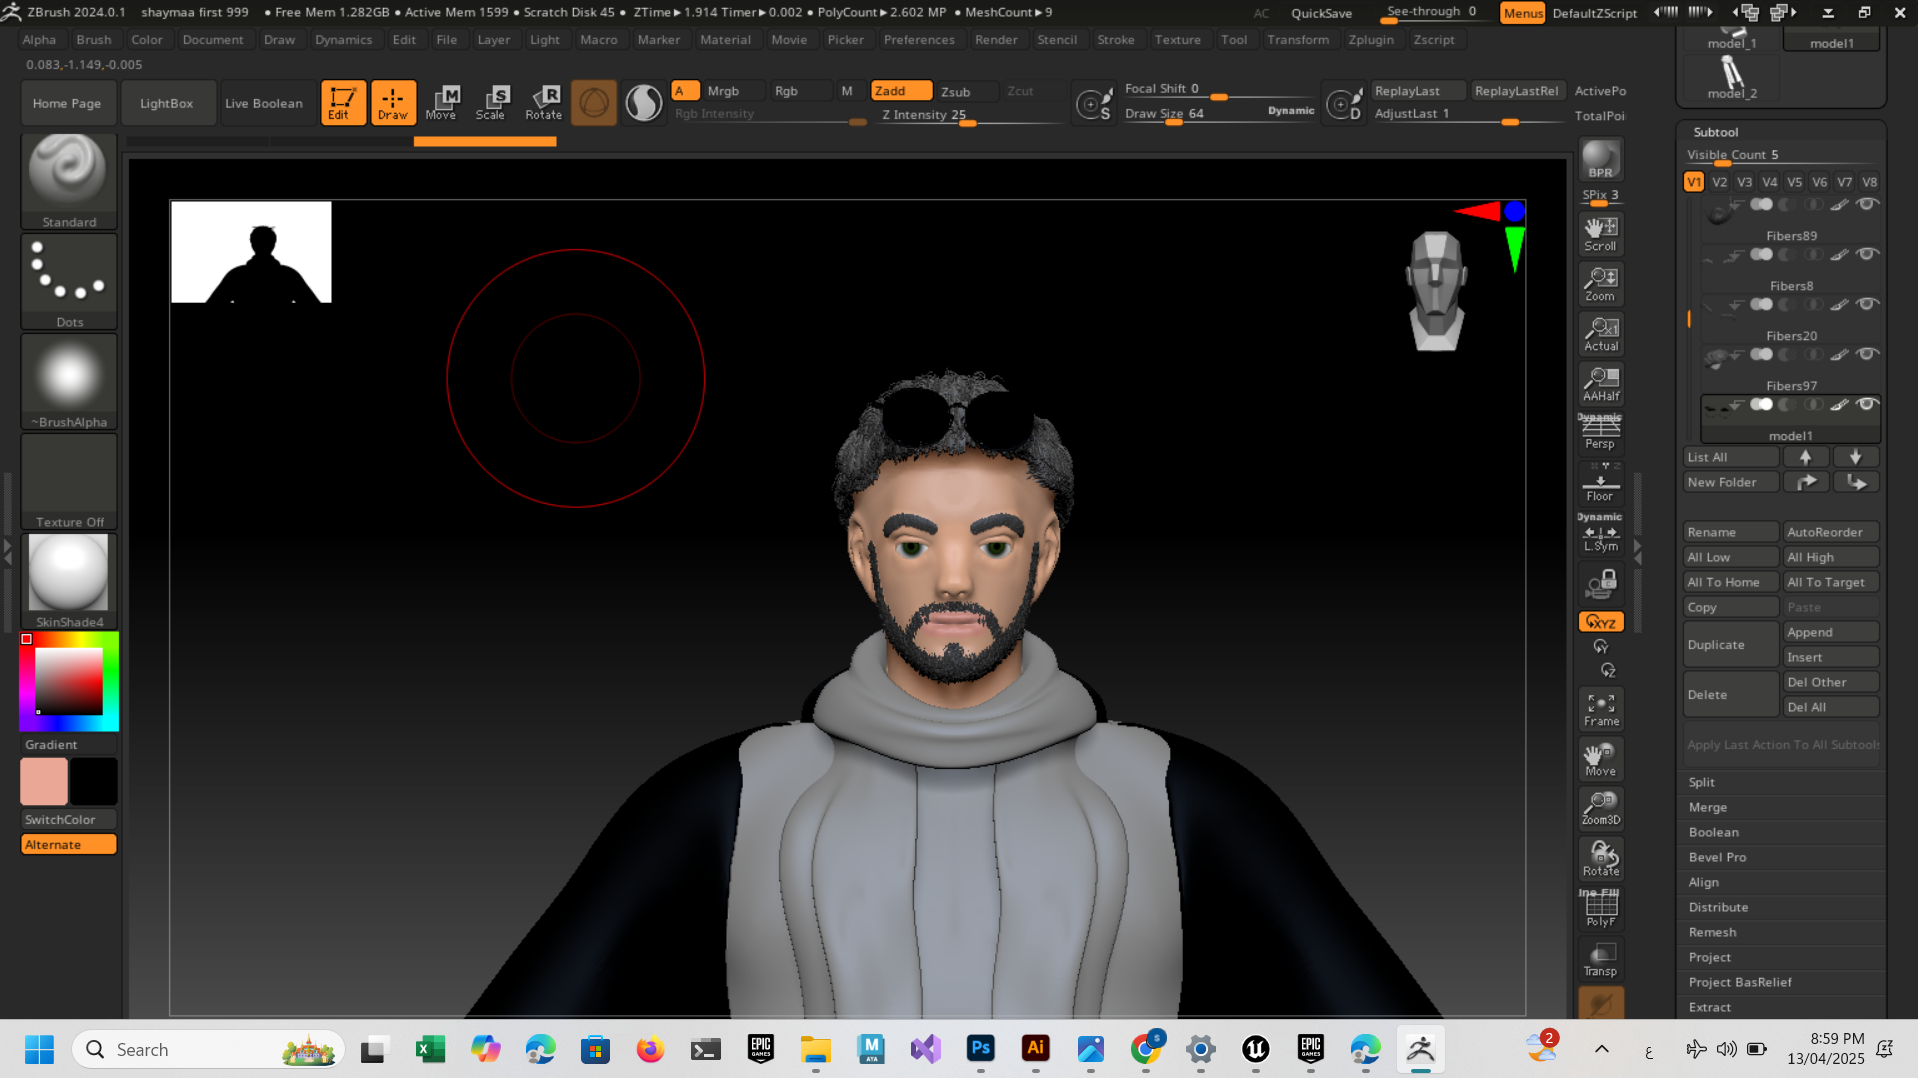 ZBrush 2024.0.1 shaymaa first 999 • Free Mem 1.282GB • Active Mem 1599 • Scratch Disk 45 • ZTime►1.914 Timer►0.002 • PolyCount►2.602 MP • MeshCount►9 AC QuickSave See-through 0 Menus DefaultZScript
Alpha Brush Color Document Draw Dynamics Edit File Layer Light Macro Marker Material Movie Picker Preferences Render Stencil Stroke Texture Tool Transform Zplugin Zscript
model_1 model1
0.083,-1.149,-0.005
Home Page LightBox Live Boolean Edit Draw Move Scale Rotate
A Mrgb Rgb M Zadd Zsub Zcut
Rgb Intensity Z Intensity 25
Focal Shift 0
Draw Size 64 Dynamic
S D
ReplayLast ReplayLastRel ActivePo
AdjustLast 1 TotalPoi
model_2
Standard
Dots
~BrushAlpha
Texture Off
SkinShade4
Gradient
SwitchColor
Alternate
BPR
SPix 3
Scroll
Zoom
Actual
AAHalf
Dynamic
Persp
Floor
Dynamic
L.Sym
XYZ
Y
Z
Frame
Move
Zoom3D
Rotate
ine Fill
PolyF
Transp
Subtool
Visible Count 5
V1 V2 V3 V4 V5 V6 V7 V8
Fibers89
Fibers8
Fibers20
Fibers97
model1
List All
New Folder
Rename AutoReorder
All Low All High
All To Home All To Target
Copy Paste
Duplicate Append
Insert
Delete Del Other
Del All
Apply Last Action To All Subtools
Split
Merge
Boolean
Bevel Pro
Align
Distribute
Remesh
Project
Project BasRelief
Extract
Search
EPIC GAMES
M AYA
Ps
Ai
S
EPIC GAMES
2
ع
8:59 PM
13/04/2025